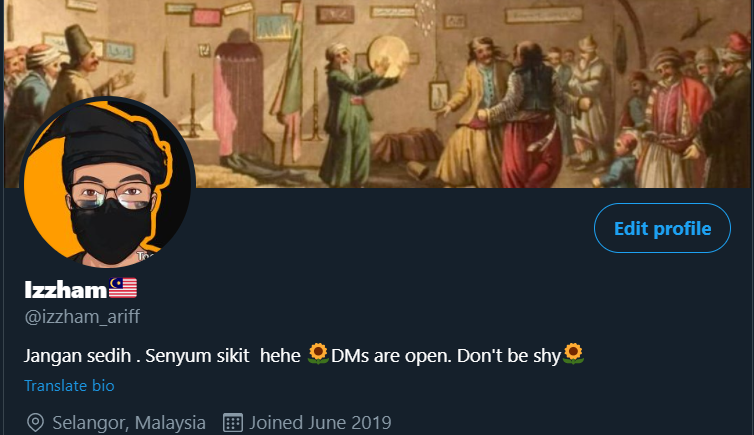 Edit profile
Izzham🇲🇾
@izzham_ariff
Jangan sedih . Senyum sikit hehe 🌻DMs are open. Don't be shy🌻
Translate bio
Selangor, Malaysia Joined June 2019